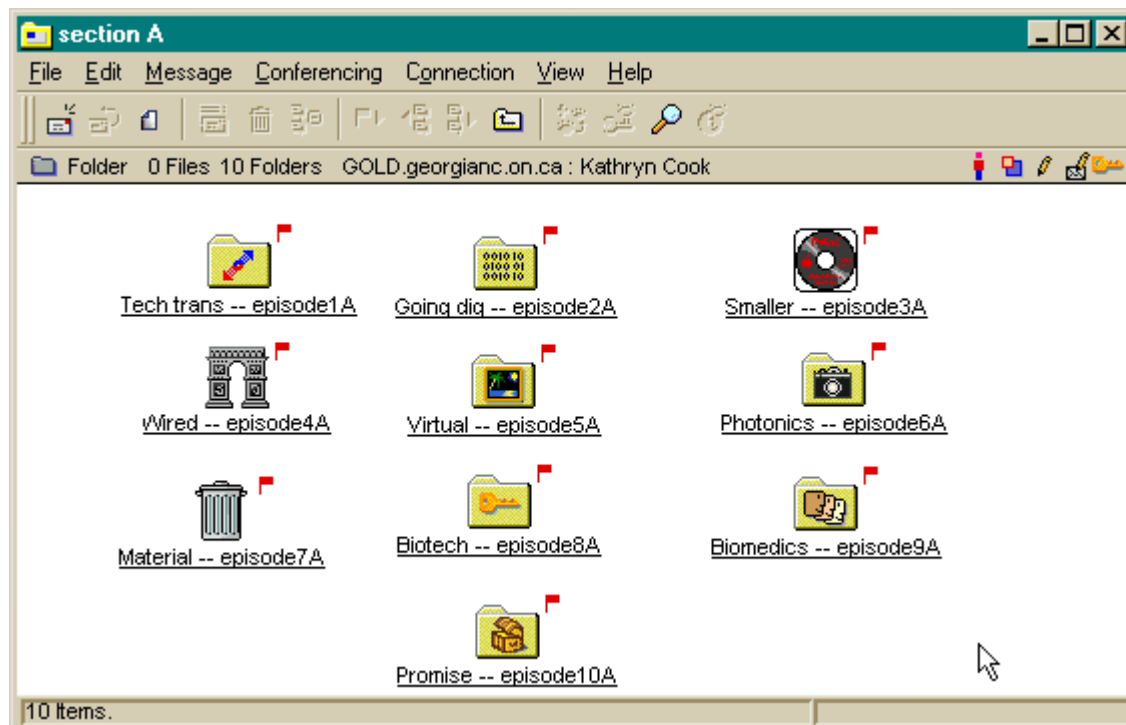 section A
File Edit Message Conferencing Connection View Help
Folder 0 Files 10 Folders GOLD.georgianc.on.ca : Kathryn Cook
Tech trans -- episode1A Going dig -- episode2A Smaller -- episode3A
Wired -- episode4A Virtual -- episode5A Photonics -- episode6A
Material -- episode7A Biotech -- episode8A Biomedics -- episode9A
Promise -- episode10A
10 Items.